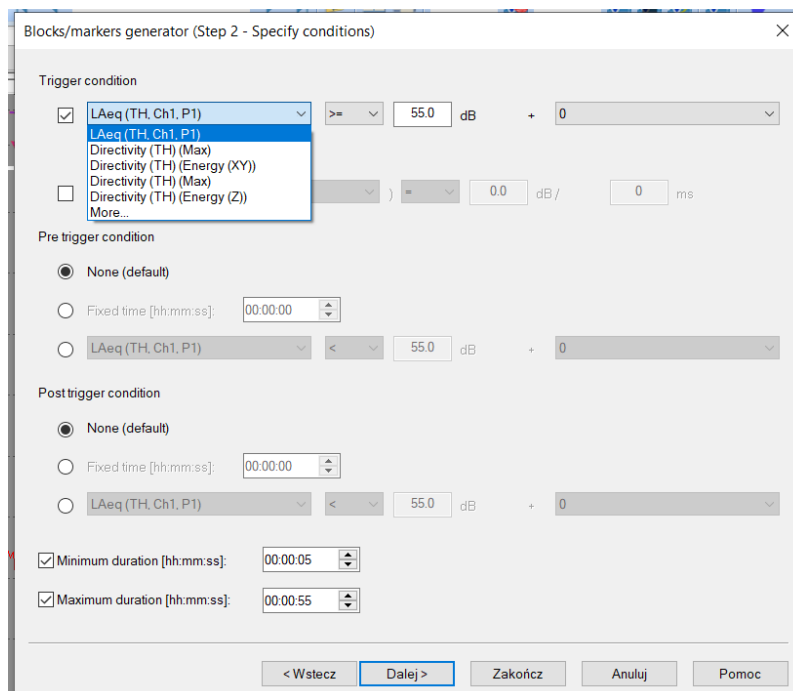 Blocks/markers generator (Step 2 - Specify conditions)
Trigger condition
LAeq (TH, Ch1, P1) >= 55.0 dB + 0
LAeq (TH, Ch1, P1)
Directivity (TH) (Max)
Directivity (TH) (Energy (XY))
Directivity (TH) (Max)
Directivity (TH) (Energy (Z))
More...
) = 0.0 dB / 0 ms
Pre trigger condition
None (default)
Fixed time [hh:mm:ss]: 00:00:00
LAeq (TH, Ch1, P1) < 55.0 dB + 0
Post trigger condition
None (default)
Fixed time [hh:mm:ss]: 00:00:00
LAeq (TH, Ch1, P1) < 55.0 dB + 0
Minimum duration [hh:mm:ss]: 00:00:05
Maximum duration [hh:mm:ss]: 00:00:55
< Wstecz Dalej > Zakończ Anuluj Pomoc